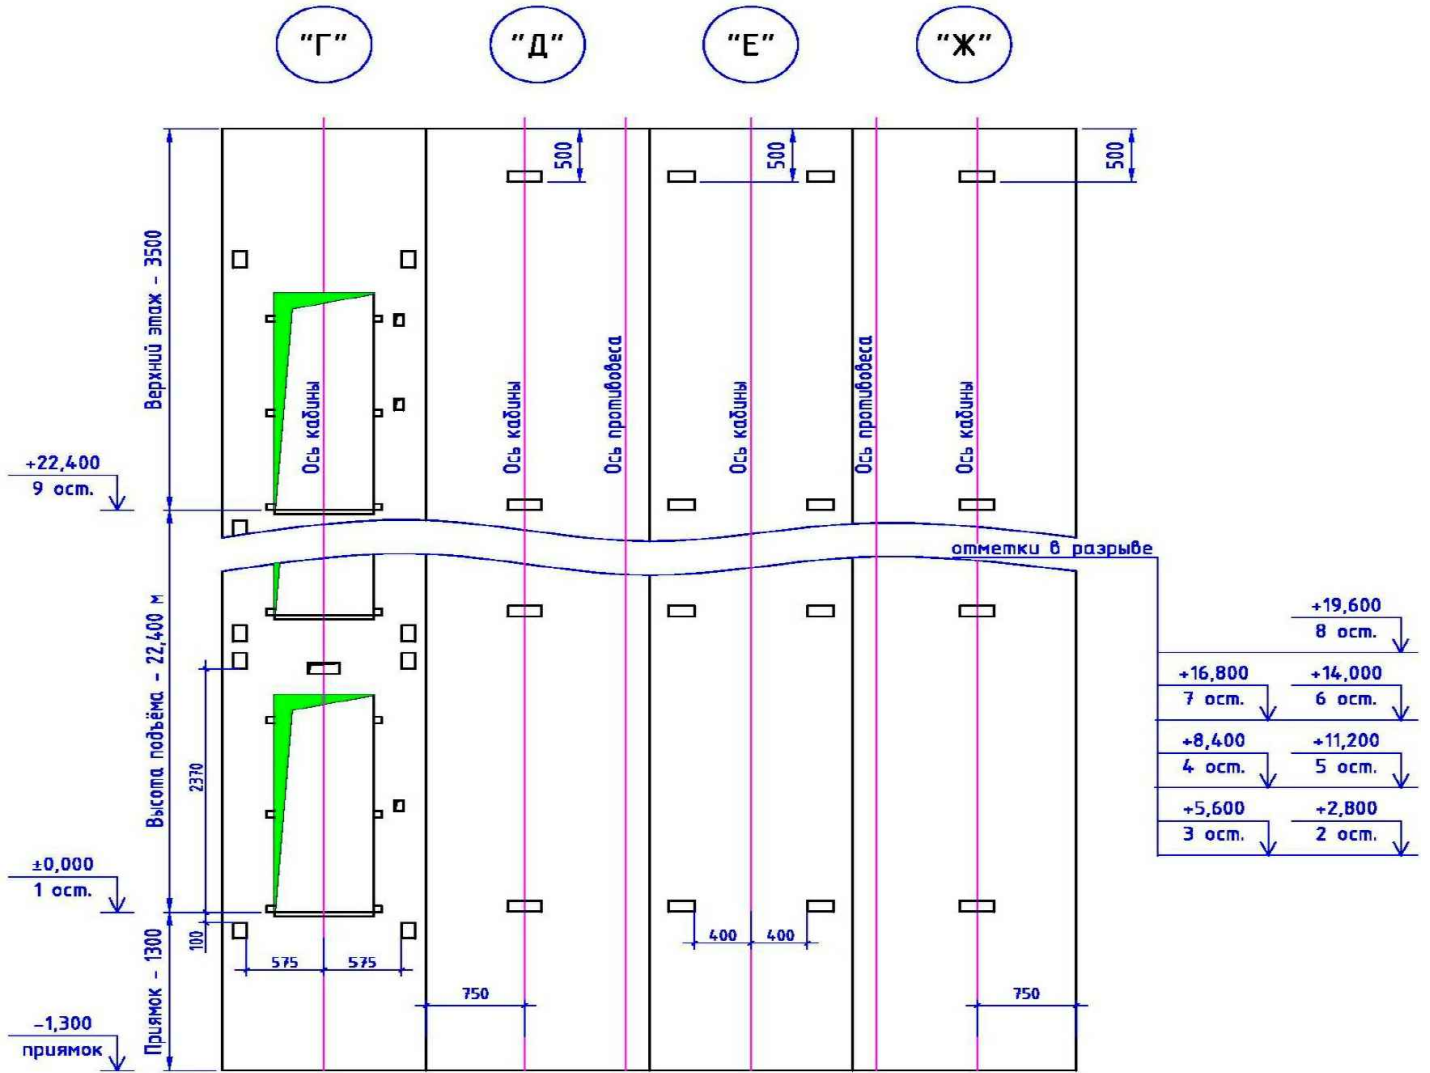 "Г"
"Д"
"Е"
"Ж"
500
500
500
Верхний этаж - 3500
Ось кабины
Ось кабины
Ось противовеса
Ось кабины
Ось противовеса
Ось кабины
+22,400
9 ост.
отметки в разрыве
Высота подъёма - 22,400 м
2370
+19,600
8 ост.
+16,800
7 ост.
+14,000
6 ост.
+8,400
4 ост.
+11,200
5 ост.
+5,600
3 ост.
+2,800
2 ост.
±0,000
1 ост.
100
575
575
400
400
750
750
Приямок - 1300
-1,300
приямок